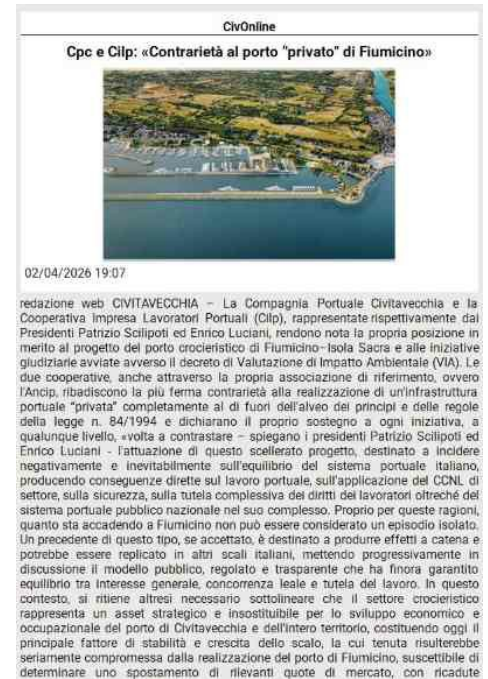 CivOnline
Cpc e Cilp: «Contrarietà al porto "privato" di Fiumicino»
02/04/2026 19:07
redazione web CIVITAVECCHIA – La Compagnia Portuale Civitavecchia e la
Cooperativa Impresa Lavoratori Portuali (Cilp), rappresentate rispettivamente dai
Presidenti Patrizio Scilipoti ed Enrico Luciani, rendono nota la propria posizione in
merito al progetto del porto crocieristico di Fiumicino–Isola Sacra e alle iniziative
giudiziarie avviate avverso il decreto di Valutazione di Impatto Ambientale (VIA). Le
due cooperative, anche attraverso la propria associazione di riferimento, ovvero
l'Ancip, ribadiscono la più ferma contrarietà alla realizzazione di un'infrastruttura
portuale "privata" completamente al di fuori dell'alveo dei principi e delle regole
della legge n. 84/1994 e dichiarano il proprio sostegno a ogni iniziativa, a
qualunque livello, «volta a contrastare – spiegano i presidenti Patrizio Scilipoti ed
Enrico Luciani - l'attuazione di questo scellerato progetto, destinato a incidere
negativamente e inevitabilmente sull'equilibrio del sistema portuale italiano,
producendo conseguenze dirette sul lavoro portuale, sull'applicazione del CCNL di
settore, sulla sicurezza, sulla tutela complessiva dei diritti dei lavoratori oltreché del
sistema portuale pubblico nazionale nel suo complesso. Proprio per queste ragioni,
quanto sta accadendo a Fiumicino non può essere considerato un episodio isolato.
Un precedente di questo tipo, se accettato, è destinato a produrre effetti a catena e
potrebbe essere replicato in altri scali italiani, mettendo progressivamente in
discussione il modello pubblico, regolato e trasparente che ha finora garantito
equilibrio tra interesse generale, concorrenza leale e tutela del lavoro. In questo
contesto, si ritiene altresì necessario sottolineare che il settore crocieristico
rappresenta un asset strategico e insostituibile per lo sviluppo economico e
occupazionale del porto di Civitavecchia e dell'intero territorio, costituendo oggi il
principale fattore di stabilità e crescita dello scalo, la cui tenuta risulterebbe
seriamente compromessa dalla realizzazione del porto di Fiumicino, suscettibile di
determinare uno spostamento di rilevanti quote di mercato, con ricadute